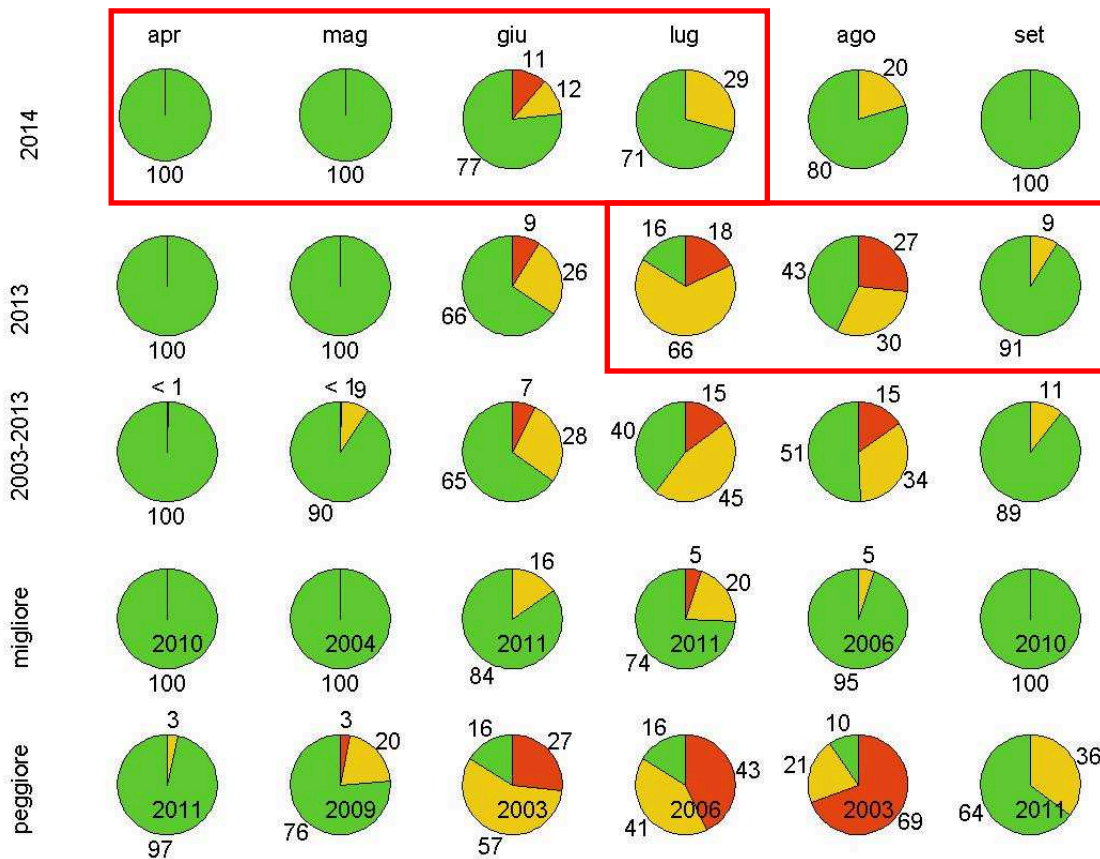 apr mag giu lug ago set
2014
11 29 20
12
77 71 80
100 100 100
2013
9 16 18 27 9
26 43
66
100 100 66 30 91
2003-2013
< 1 < 1 9 7 15 15 11
28 40 51
65 45 34
100 90 89
migliore
16 5 20 5
2010 2004 2011 2011 2006 2010
100 100 84 74 95 100
peggiore
3 3 20 16 27 16 43 10 21 36
2011 2009 2003 2006 2003 2011
97 76 57 41 69 64